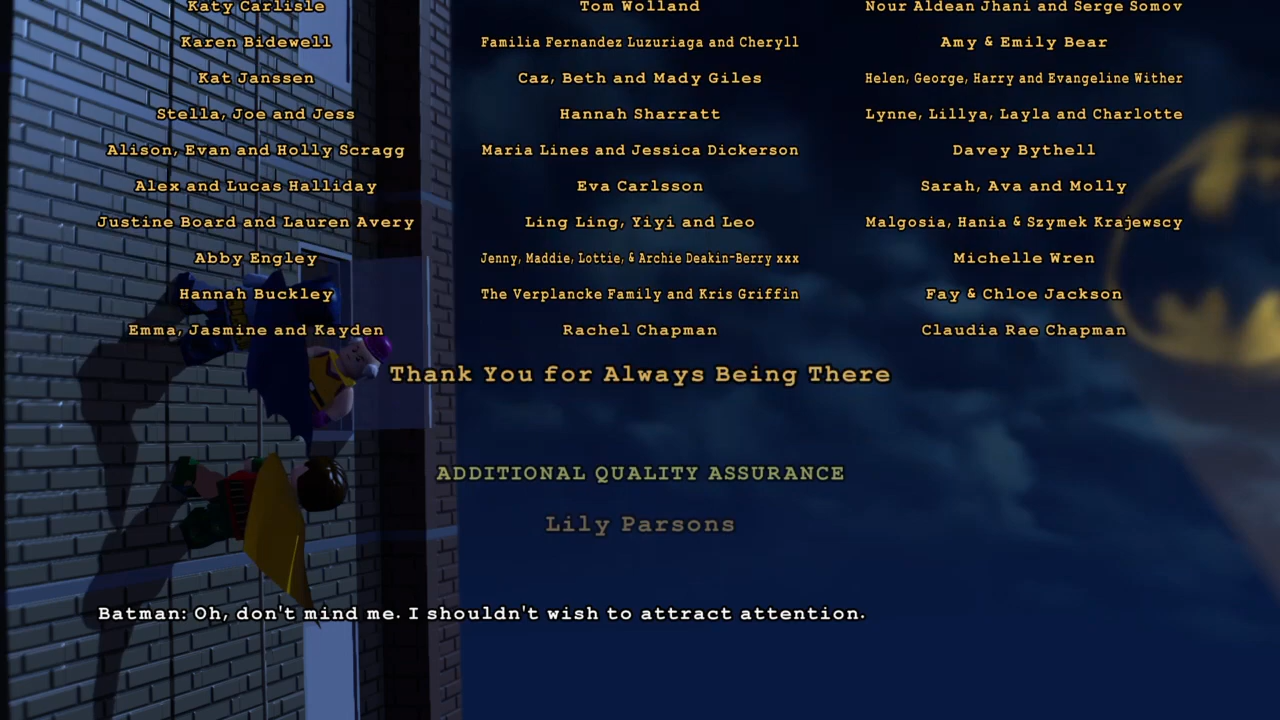 Katy Carlisle Tom Wolland Nour Aldean Jhani and Serge Somov
Karen Bidewell Familia Fernandez Luzuriaga and Cheryll Amy & Emily Bear
Kat Janssen Caz, Beth and Mady Giles Helen, George, Harry and Evangeline Wither
Stella, Joe and Jess Hannah Sharratt Lynne, Lillya, Layla and Charlotte
Alison, Evan and Holly Scragg Maria Lines and Jessica Dickerson Davey Bythell
Alex and Lucas Halliday Eva Carlsson Sarah, Ava and Molly
Justine Board and Lauren Avery Ling Ling, Yiyi and Leo Malgosia, Hania & Szymek Krajewscy
Abby Engley Jenny, Maddie, Lottie, & Archie Deakin-Berry xxx Michelle Wren
Hannah Buckley The Verplancke Family and Kris Griffin Fay & Chloe Jackson
Emma, Jasmine and Kayden Rachel Chapman Claudia Rae Chapman
Thank You for Always Being There
ADDITIONAL QUALITY ASSURANCE
Lily Parsons
Batman: Oh, don't mind me. I shouldn't wish to attract attention.